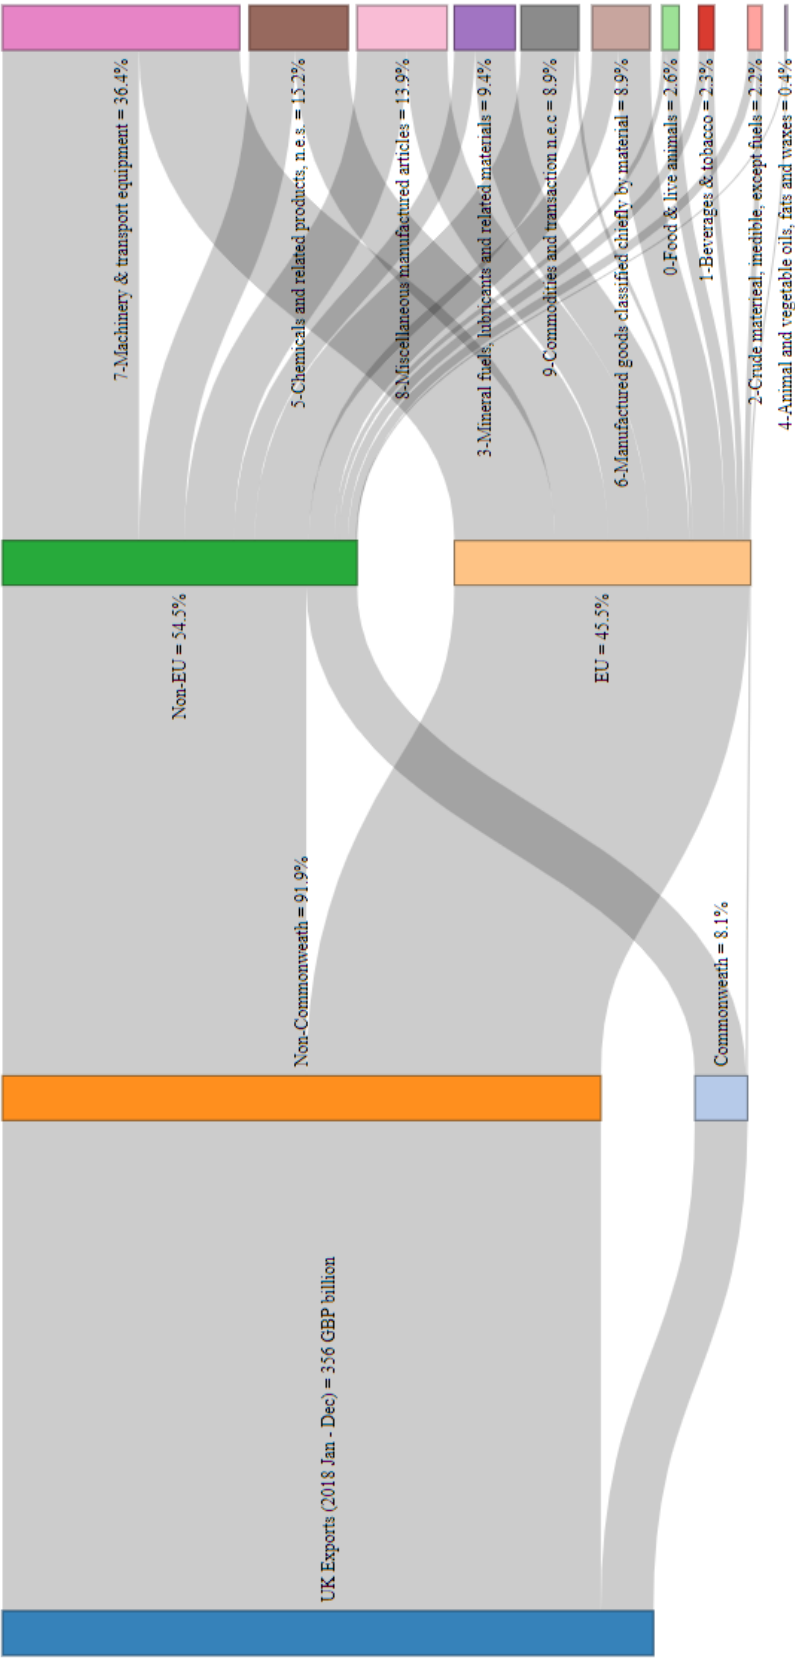 UK Exports (2018 Jan - Dec) = 356 GBP billion
Non-Commonweath = 91.9%
Commonweath = 8.1%
Non-EU = 54.5%
EU = 45.5%
7-Machinery & transport equipment = 36.4%
5-Chemicals and related products, n.e.s. = 15.2%
8-Miscellaneous manufactured articles = 13.9%
3-Mineral fuels, lubricants and related materials = 9.4%
9-Commodities and transaction n.e.c = 8.9%
6-Manufactured goods classified chiefly by material = 8.9%
0-Food & live animals = 2.6%
1-Beverages & tobacco = 2.3%
2-Crude materieal, inedible, except fuels = 2.2%
4-Animal and vegetable oils, fats and waxes = 0.4%